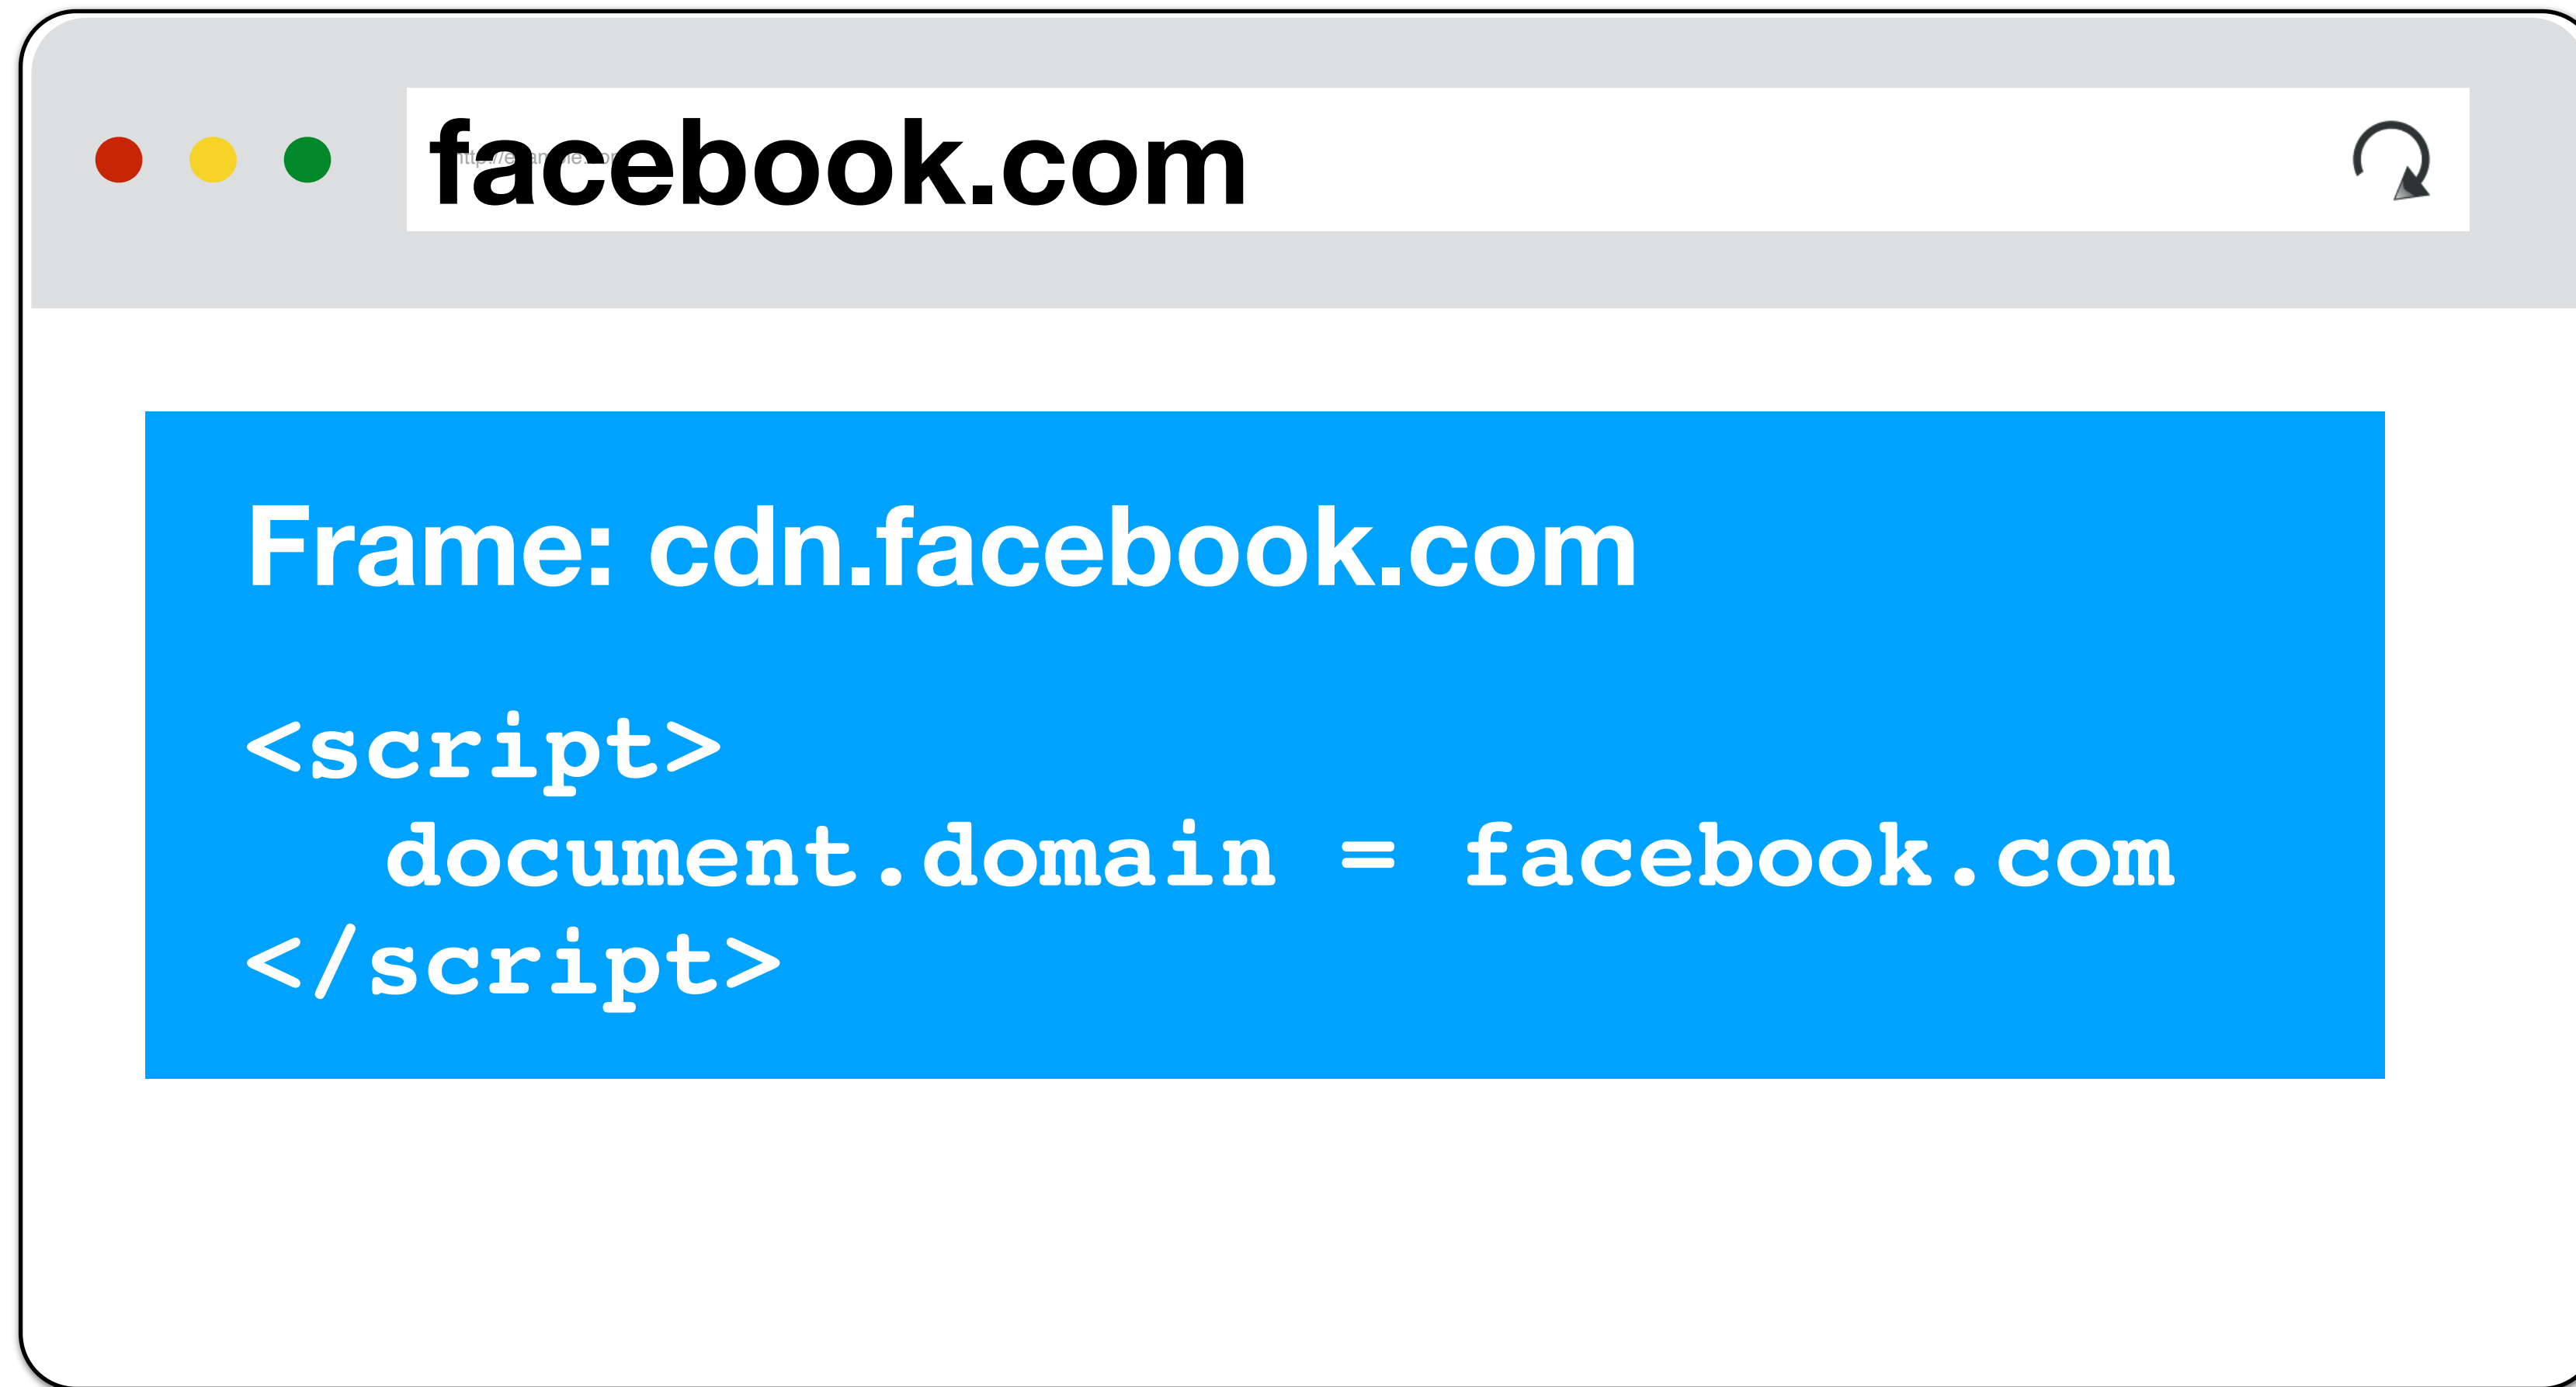 facebook.com
Frame: cdn.facebook.com
<script>
document.domain = facebook.com
</script>